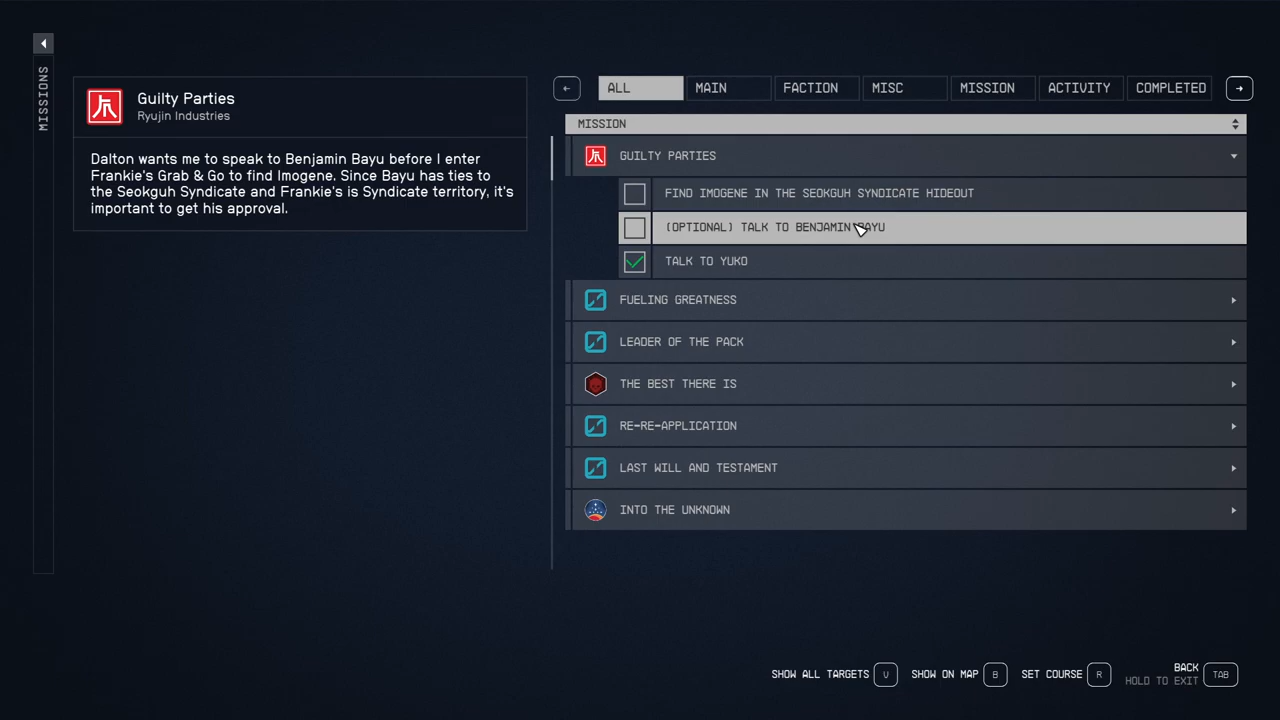 MISSIONS
Guilty Parties
Ryujin Industries
Dalton wants me to speak to Benjamin Bayu before I enter
Frankie's Grab & Go to find Imogene. Since Bayu has ties to
the Seokguh Syndicate and Frankie's is Syndicate territory, it's
important to get his approval.
ALL
MAIN
FACTION
MISC
MISSION
ACTIVITY
COMPLETED
MISSION
GUILTY PARTIES
FIND IMOGENE IN THE SEOKGUH SYNDICATE HIDEOUT
(OPTIONAL) TALK TO BENJAMIN BAYU
TALK TO YUKO
FUELING GREATNESS
LEADER OF THE PACK
THE BEST THERE IS
RE-RE-APPLICATION
LAST WILL AND TESTAMENT
INTO THE UNKNOWN
SHOW ALL TARGETS V
SHOW ON MAP B
SET COURSE R
BACK
HOLD TO EXIT
TAB